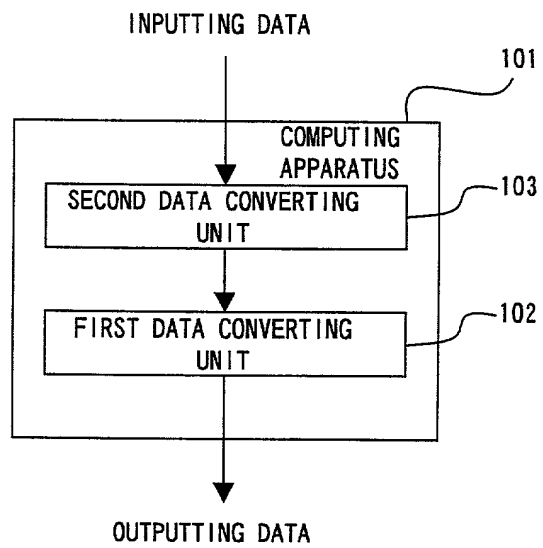 INPUTTING DATA
101
COMPUTING
APPARATUS
SECOND DATA CONVERTING
UNIT
103
FIRST DATA CONVERTING
UNIT
102
OUTPUTTING DATA